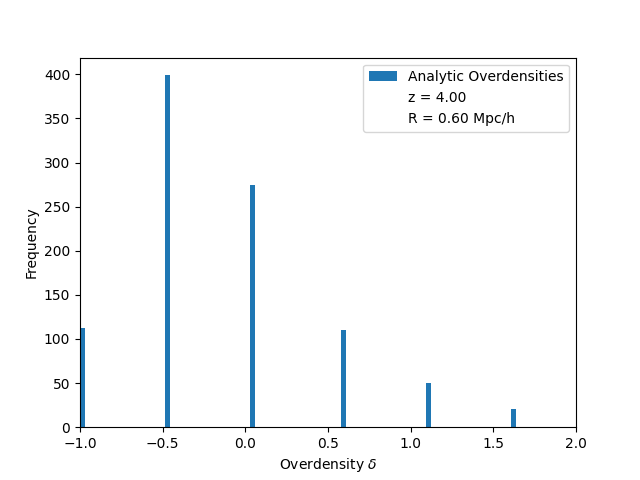 Analytic Overdensities
z = 4.00
R = 0.60 Mpc/h
Frequency
400
350
300
250
200
150
100
50
0
−1.0 −0.5 0.0 0.5 1.0 1.5 2.0
Overdensity δ